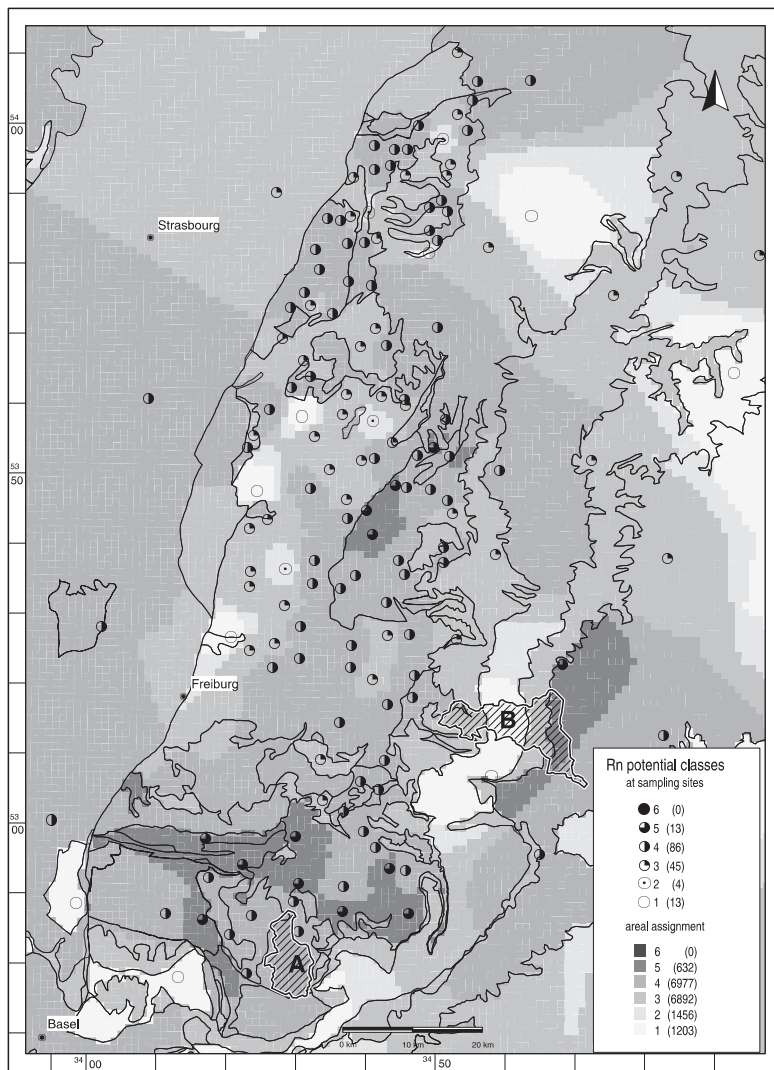 54
00
Strasbourg
53
50
Freiburg
B
53
00
A
Basel
0 km 10 km 20 km
34
00
34
50
Rn potential classes
at sampling sites
6 (0)
5 (13)
4 (86)
3 (45)
2 (4)
1 (13)
areal assignment
6 (0)
5 (632)
4 (6977)
3 (6892)
2 (1456)
1 (1203)